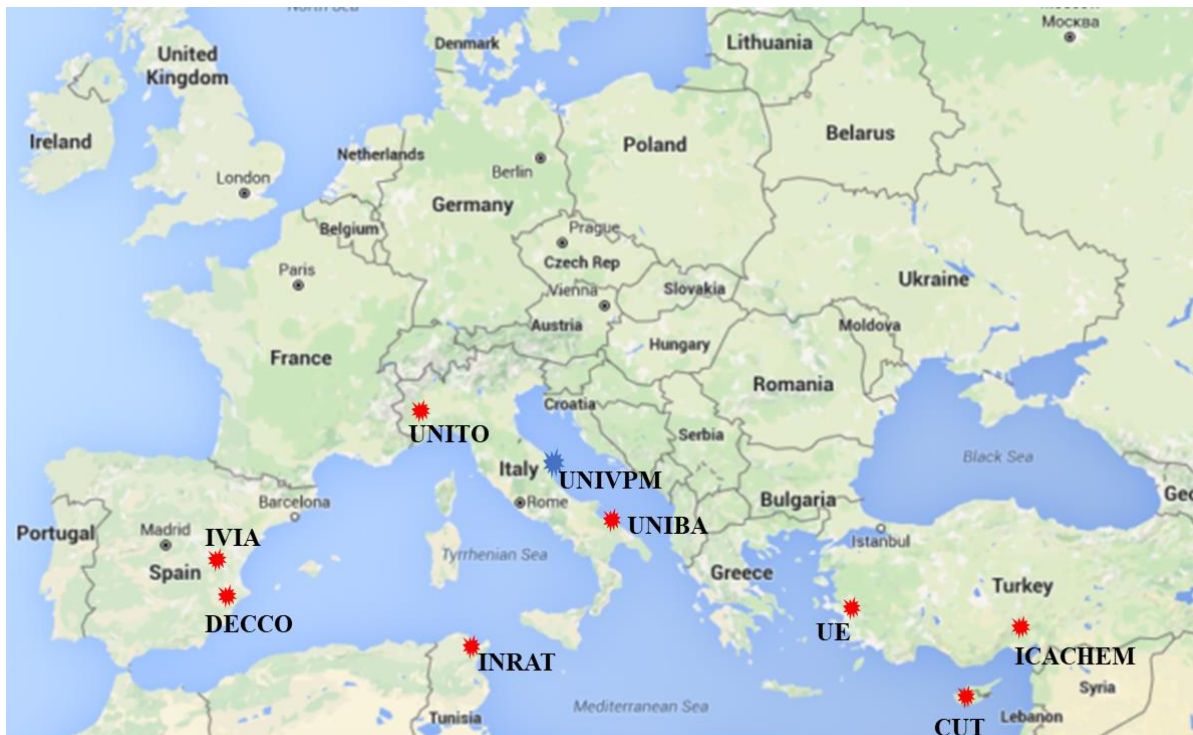 North Sea
Moscow
Москва
Denmark
Lithuania
United
Kingdom
Belarus
Ireland
Netherlands
Poland
Berlin
London
Germany
Belgium
Prague
Czech Rep
Paris
Ukraine
Slovakia
Vienna
Austria
Moldova
Hungary
France
Romania
Croatia
UNITO
Serbia
Italy
UNIVPM
Black Sea
Barcelona
Rome
Bulgaria
Geo
UNIBA
Portugal
Madrid
IVIA
Istanbul
Tyrrhenian Sea
Spain
Greece
Turkey
DECCO
UE
INRAT
ICACHEM
Syria
Mediterranean Sea
Tunisia
Lebanon
CUT